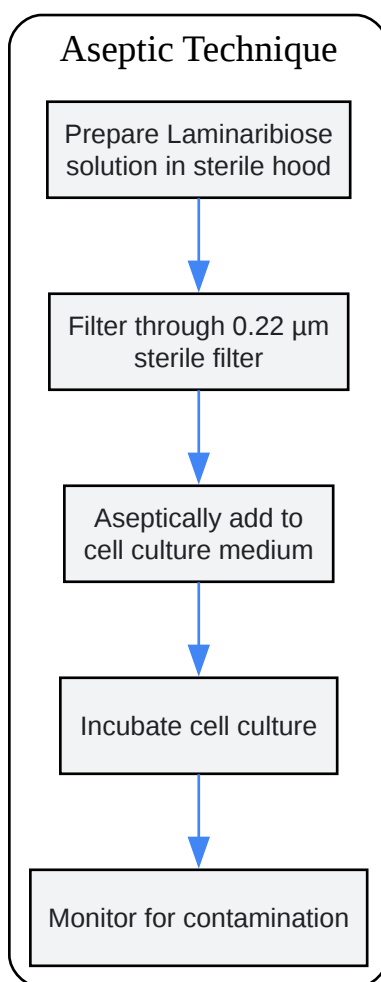 Aseptic Technique
Prepare Laminaribiose
solution in sterile hood
Filter through 0.22 µm
sterile filter
Aseptically add to
cell culture medium
Incubate cell culture
Monitor for contamination